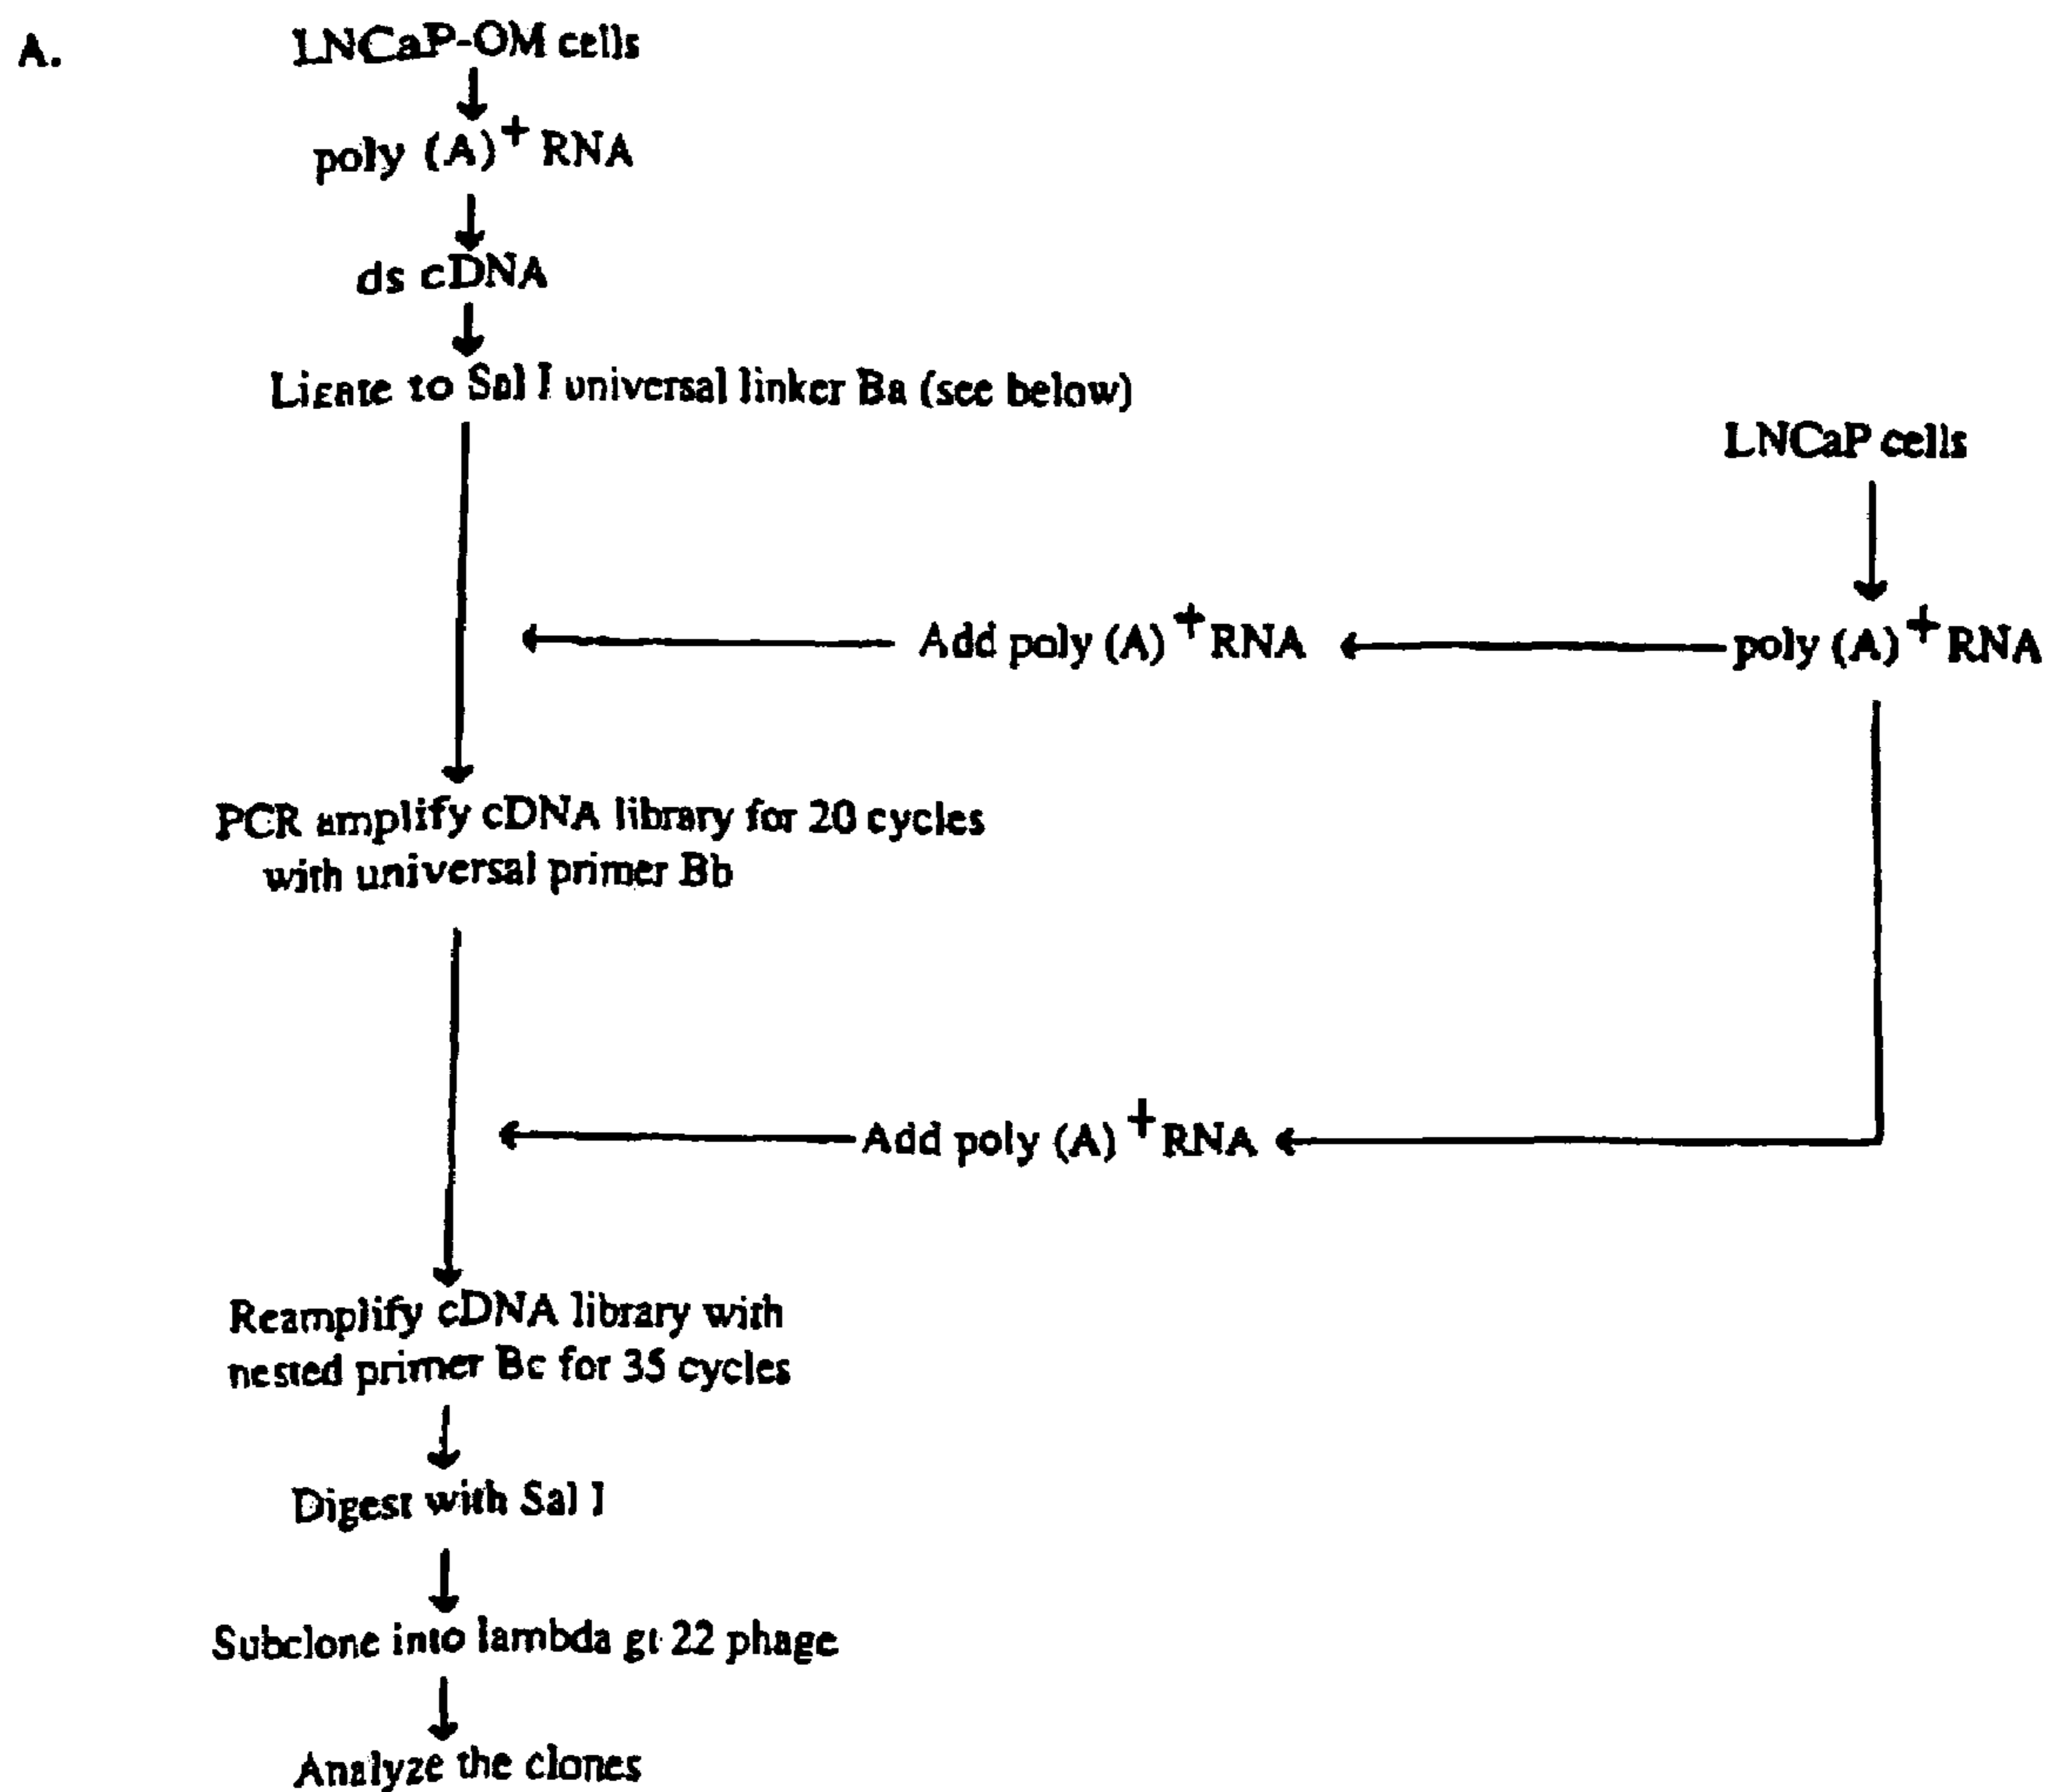 A.
LNCaP-OM cells
poly (A)+ RNA
ds cDNA
Ligate to Sal I universal linker Ba (see below)
LNCaP cells
Add poly (A)+ RNA
poly (A)+ RNA
PCR amplify cDNA library for 20 cycles
with universal primer Bb
Add poly (A)+ RNA
Reamplify cDNA library with
nested primer Bc for 35 cycles
Digest with Sal I
Subclone into lambda gt 22 phage
Analyze the clones